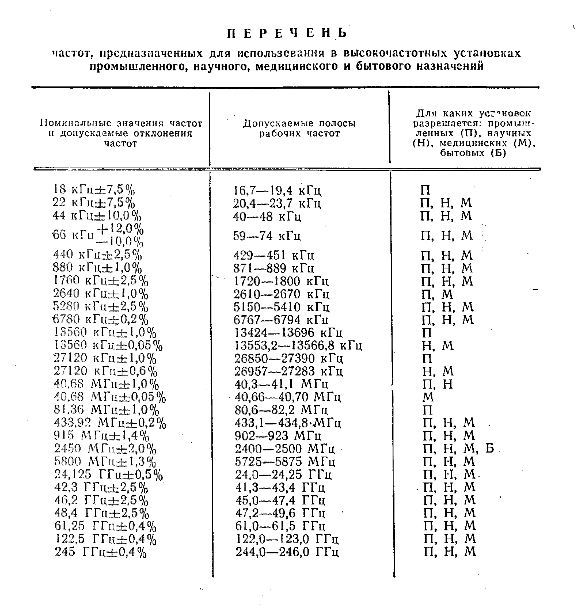 ПЕРЕЧЕНЬ
частот, предназначенных для использования в высокочастотных установках
промышленного, научного, медицинского и бытового назначений
Номинальные значения частот Допускаемые полосы Для каких установок
и допускаемые отклонения рабочих частот разрешается: промыш-
частот ленных (П), научных
(Н), медицинских (М),
бытовых (Б)
18 кГц±7,5% 16,7—19,4 кГц П
22 кГц±7,5% 20,4—23,7 кГц П, Н, М
44 кГц±10,0% 40—48 кГц П, Н, М
66 кГц +12,0% —10,0% 59—74 кГц П, Н, М
440 кГц±2,5% 429—451 кГц П, Н, М
880 кГц±1,0% 871—889 кГц П, Н, М
1760 кГц±2,5% 1720—1800 кГц П, Н, М
2640 кГц±1,0% 2610—2670 кГц П, М
5280 кГц±2,5% 5150—5410 кГц П, Н, М
6780 кГц±0,2% 6767—6794 кГц П, Н, М
13560 кГц±1,0% 13424—13696 кГц П
13560 кГц±0,05% 13553,2—13566,8 кГц Н, М
27120 кГц±1,0% 26850—27390 кГц П
27120 кГц±0,6% 26957—27283 кГц Н, М
40,68 МГц±1,0% 40,3—41,1 МГц П, Н
40,68 МГц±0,05% 40,66—40,70 МГц М
81,36 МГц±1,0% 80,6—82,2 МГц П
433,92 МГц±0,2% 433,1—434,8 МГц П, Н, М
915 МГц±1,4% 902—923 МГц П, Н, М
2450 МГц±2,0% 2400—2500 МГц П, Н, М, Б
5800 МГц±1,3% 5725—5875 МГц П, Н, М
24,125 ГГц±0,5% 24,0—24,25 ГГц П, Н, М
42,3 ГГц±2,5% 41,3—43,4 ГГц П, Н, М
46,2 ГГц±2,5% 45,0—47,4 ГГц П, Н, М
48,4 ГГц±2,5% 47,2—49,6 ГГц П, Н, М
61,25 ГГц±0,4% 61,0—61,5 ГГц П, Н, М
122,5 ГГц±0,4% 122,0—123,0 ГГц П, Н, М
245 ГГц±0,4% 244,0—246,0 ГГц П, Н, М